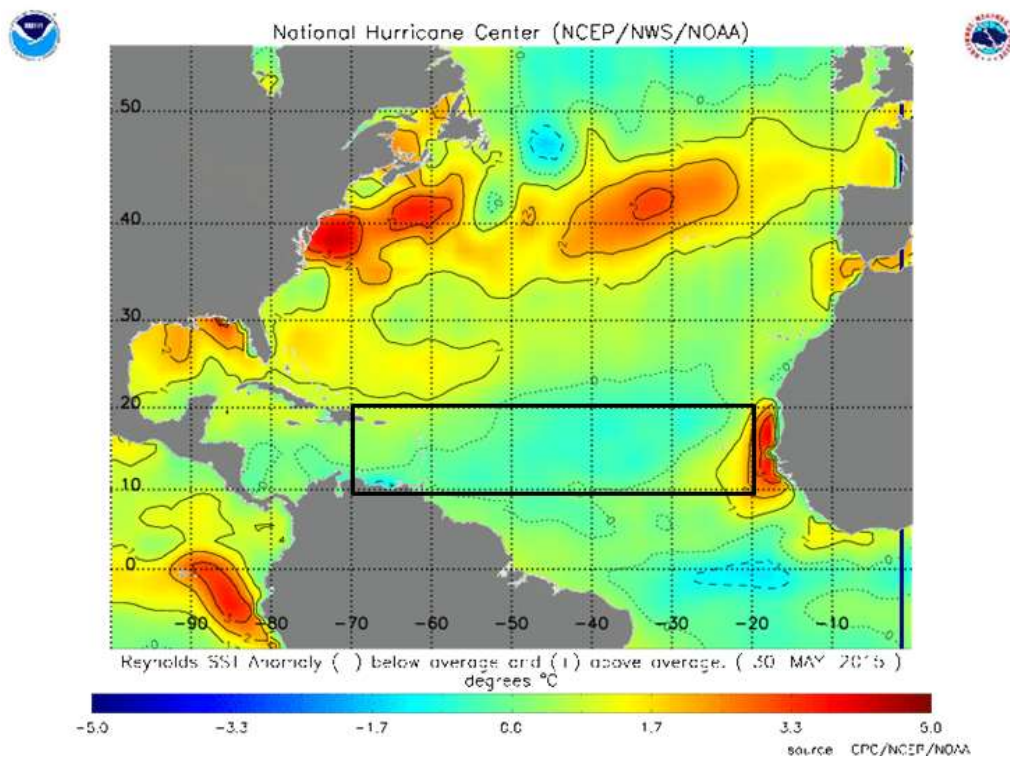 National Hurricane Center (NCEP/NWS/NOAA)
50
40
30
20
10
0
-90 -80 -70 -60 -50 -40 -30 -20 -10
Reynolds SST Anomaly (-) below average and (+) above average. ( 30 MAY 2015 )
degrees °C
-5.0 -3.3 -1.7 0.0 1.7 3.3 5.0
source: CPC/NCEP/NOAA